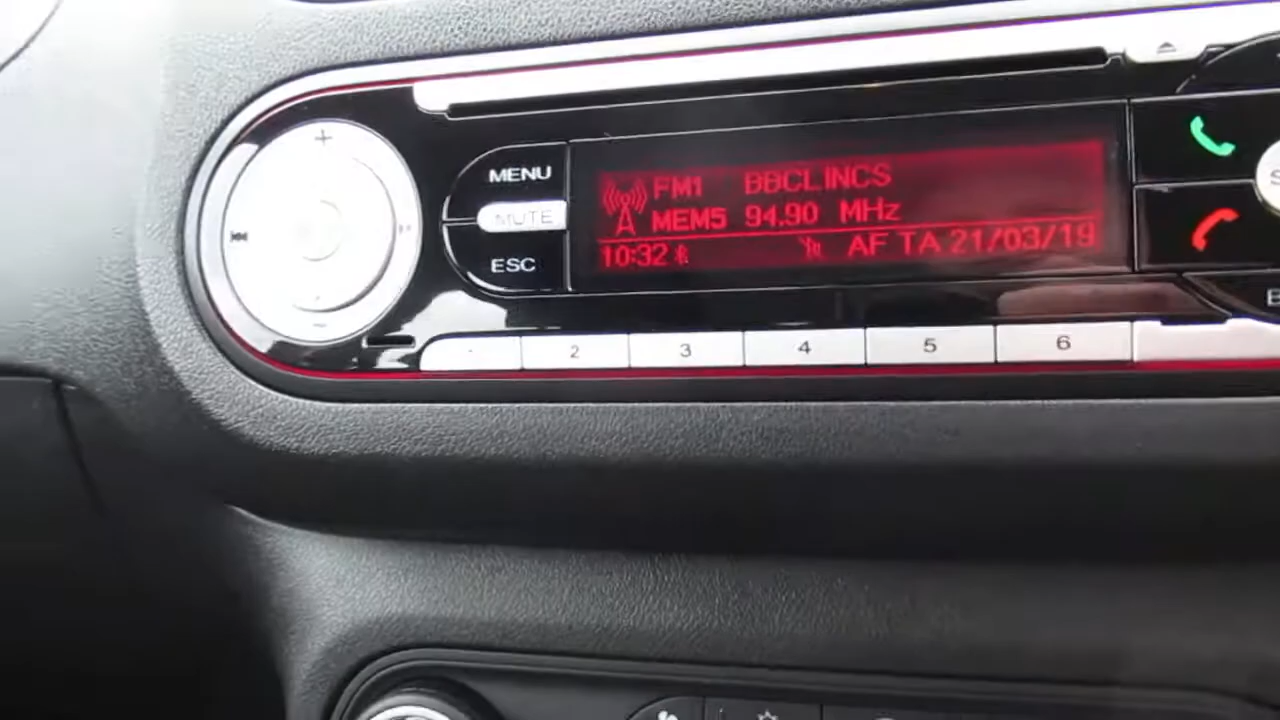 MENU
MUTE
ESC
FM1 BBCLINCS
MEM5 94.90 MHz
10:32 AF TA 21/03/19
2 3 4 5 6